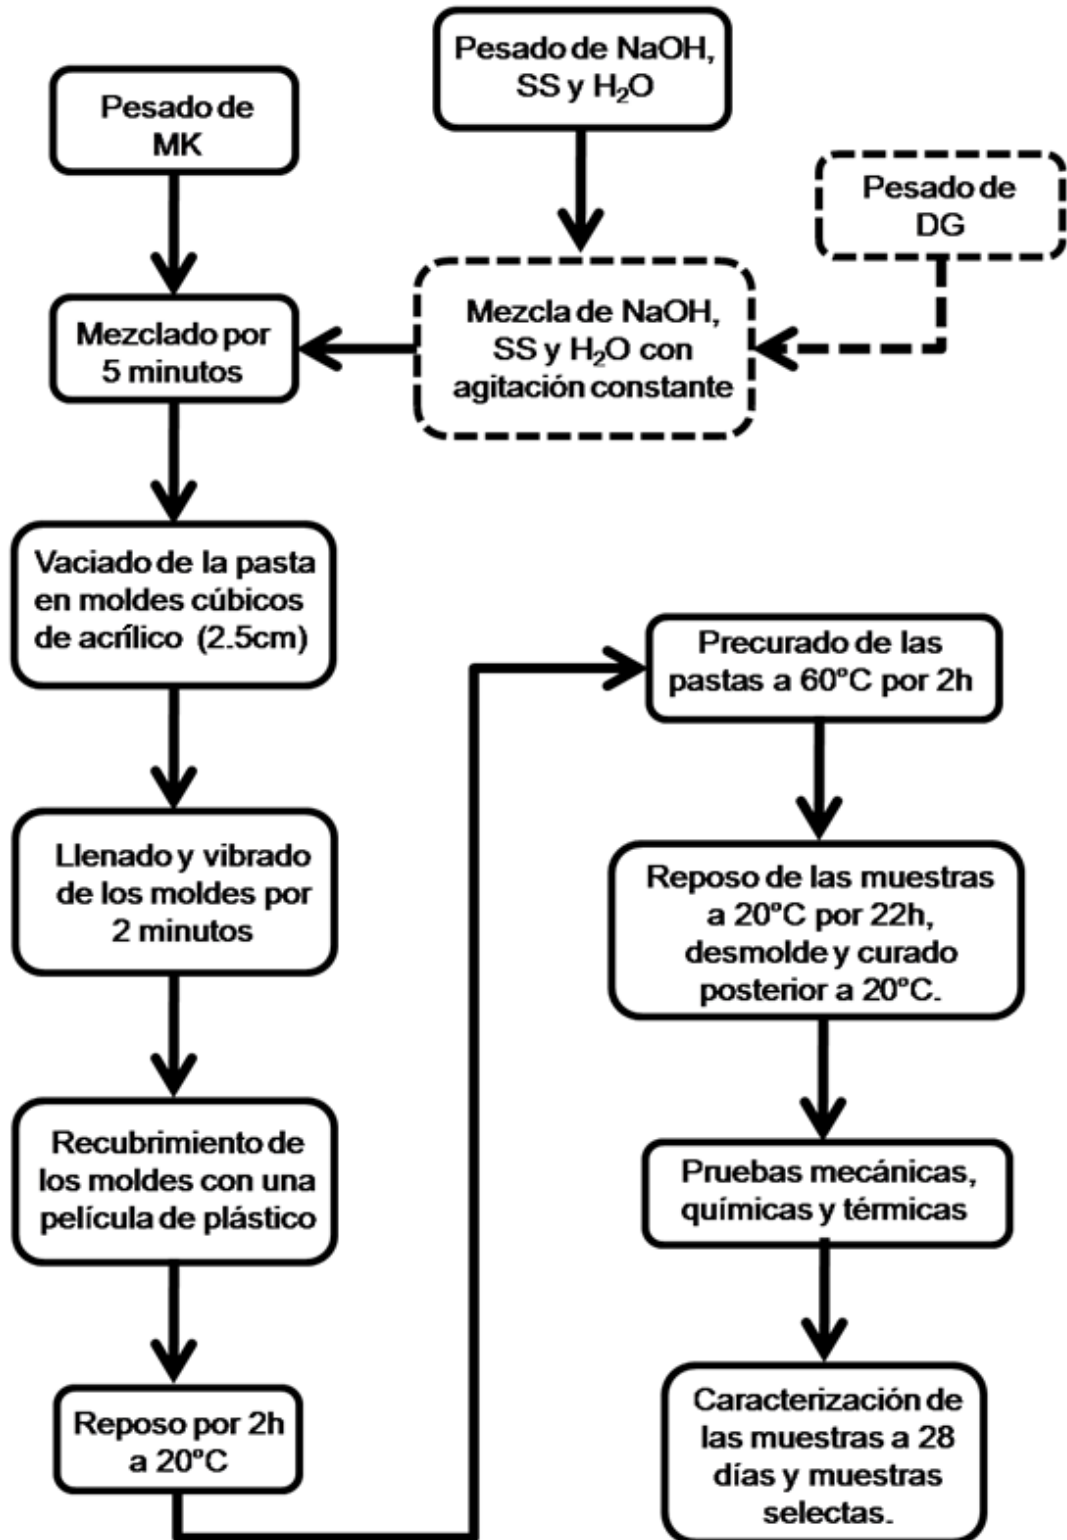 Pesado de NaOH,
SS y H₂O
Pesado de
MK
Pesado de
DG
Mezcla de NaOH,
SS y H₂O con
agitación constante
Mezclado por
5 minutos
Vaciado de la pasta
en moldes cúbicos
de acrílico (2.5cm)
Llenado y vibrado
de los moldes por
2 minutos
Recubrimiento de
los moldes con una
película de plástico
Reposo por 2h
a 20°C
Precurado de las
pastas a 60°C por 2h
Reposo de las muestras
a 20°C por 22h,
desmolde y curado
posterior a 20°C.
Pruebas mecánicas,
químicas y térmicas
Caracterización de
las muestras a 28
días y muestras
selectas.